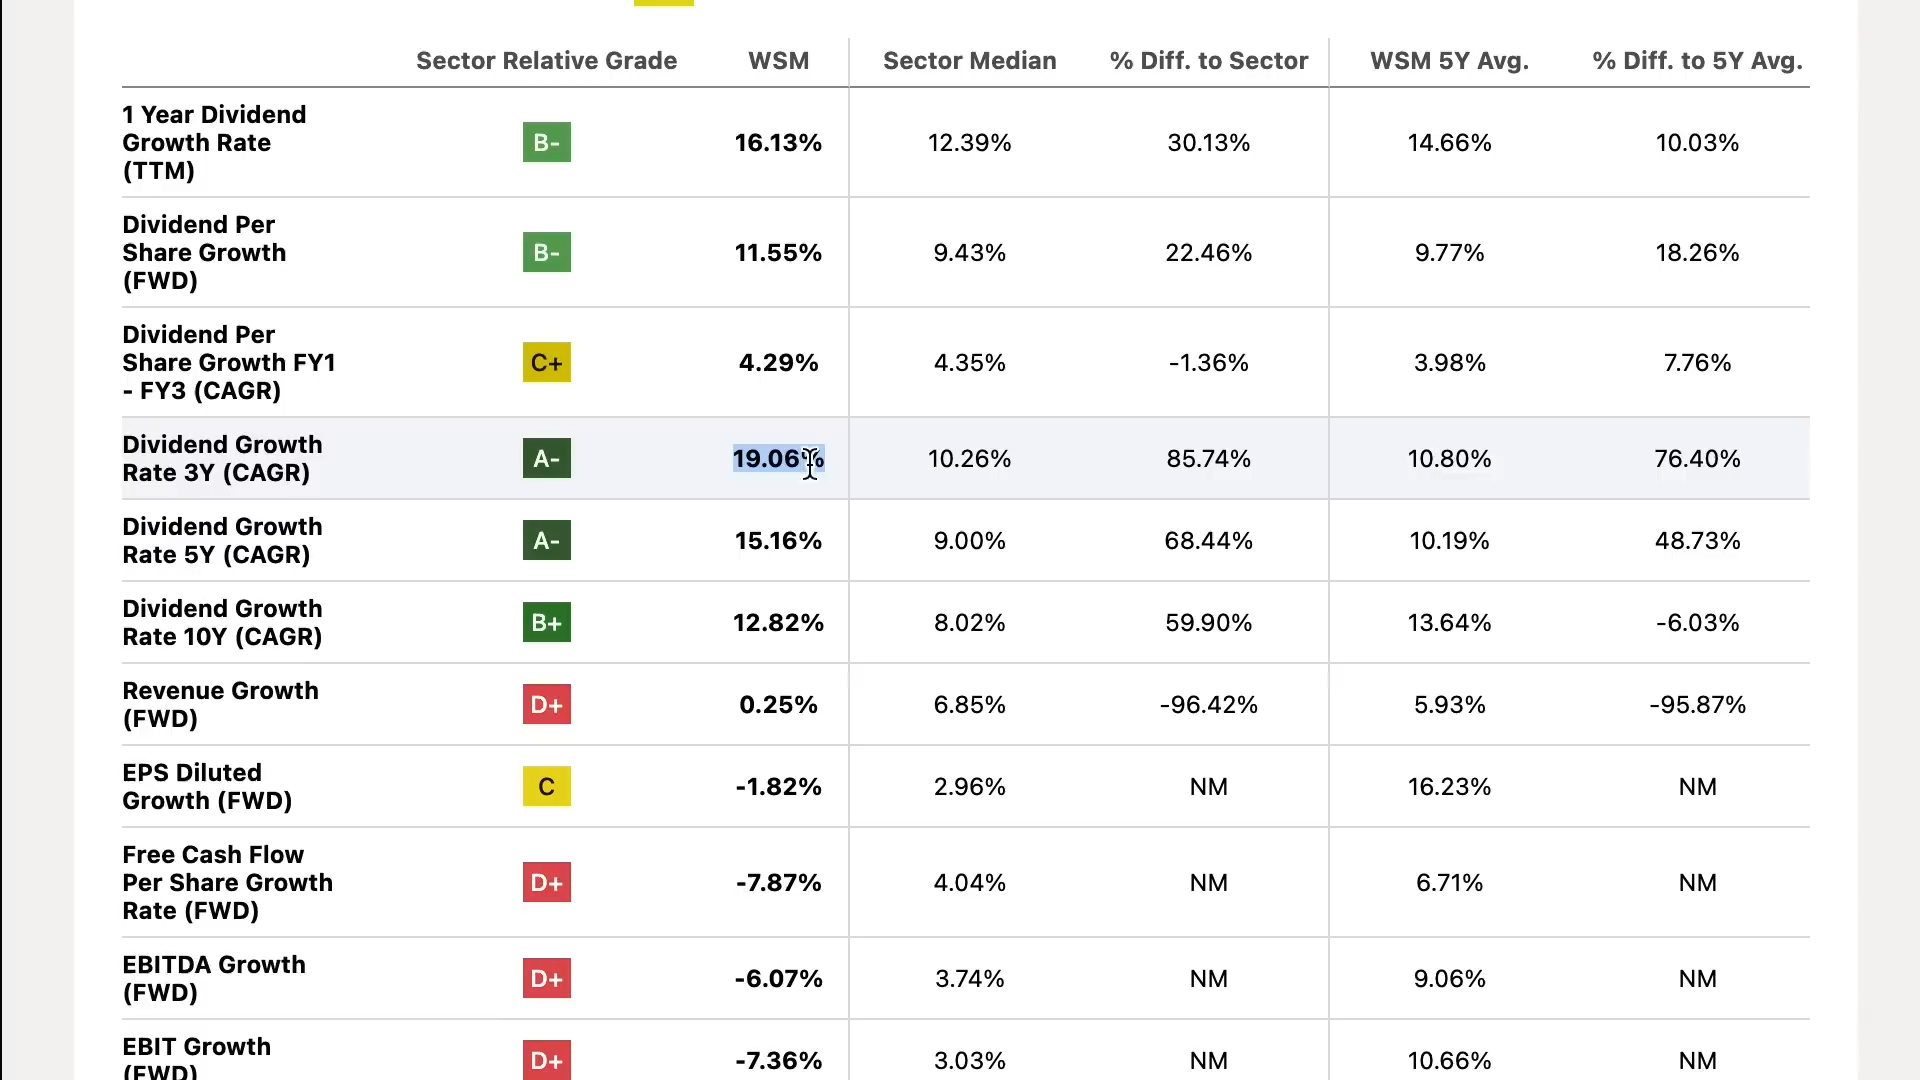 Sector Relative Grade WSM Sector Median % Diff. to Sector WSM 5Y Avg. % Diff. to 5Y Avg.
1 Year Dividend
Growth Rate
(TTM)
B- 16.13% 12.39% 30.13% 14.66% 10.03%
Dividend Per
Share Growth
(FWD)
B- 11.55% 9.43% 22.46% 9.77% 18.26%
Dividend Per
Share Growth FY1
- FY3 (CAGR)
C+ 4.29% 4.35% -1.36% 3.98% 7.76%
Dividend Growth
Rate 3Y (CAGR)
A- 19.06% 10.26% 85.74% 10.80% 76.40%
Dividend Growth
Rate 5Y (CAGR)
A- 15.16% 9.00% 68.44% 10.19% 48.73%
Dividend Growth
Rate 10Y (CAGR)
B+ 12.82% 8.02% 59.90% 13.64% -6.03%
Revenue Growth
(FWD)
D+ 0.25% 6.85% -96.42% 5.93% -95.87%
EPS Diluted
Growth (FWD)
C -1.82% 2.96% NM 16.23% NM
Free Cash Flow
Per Share Growth
Rate (FWD)
D+ -7.87% 4.04% NM 6.71% NM
EBITDA Growth
(FWD)
D+ -6.07% 3.74% NM 9.06% NM
EBIT Growth
(FWD)
D+ -7.36% 3.03% NM 10.66% NM